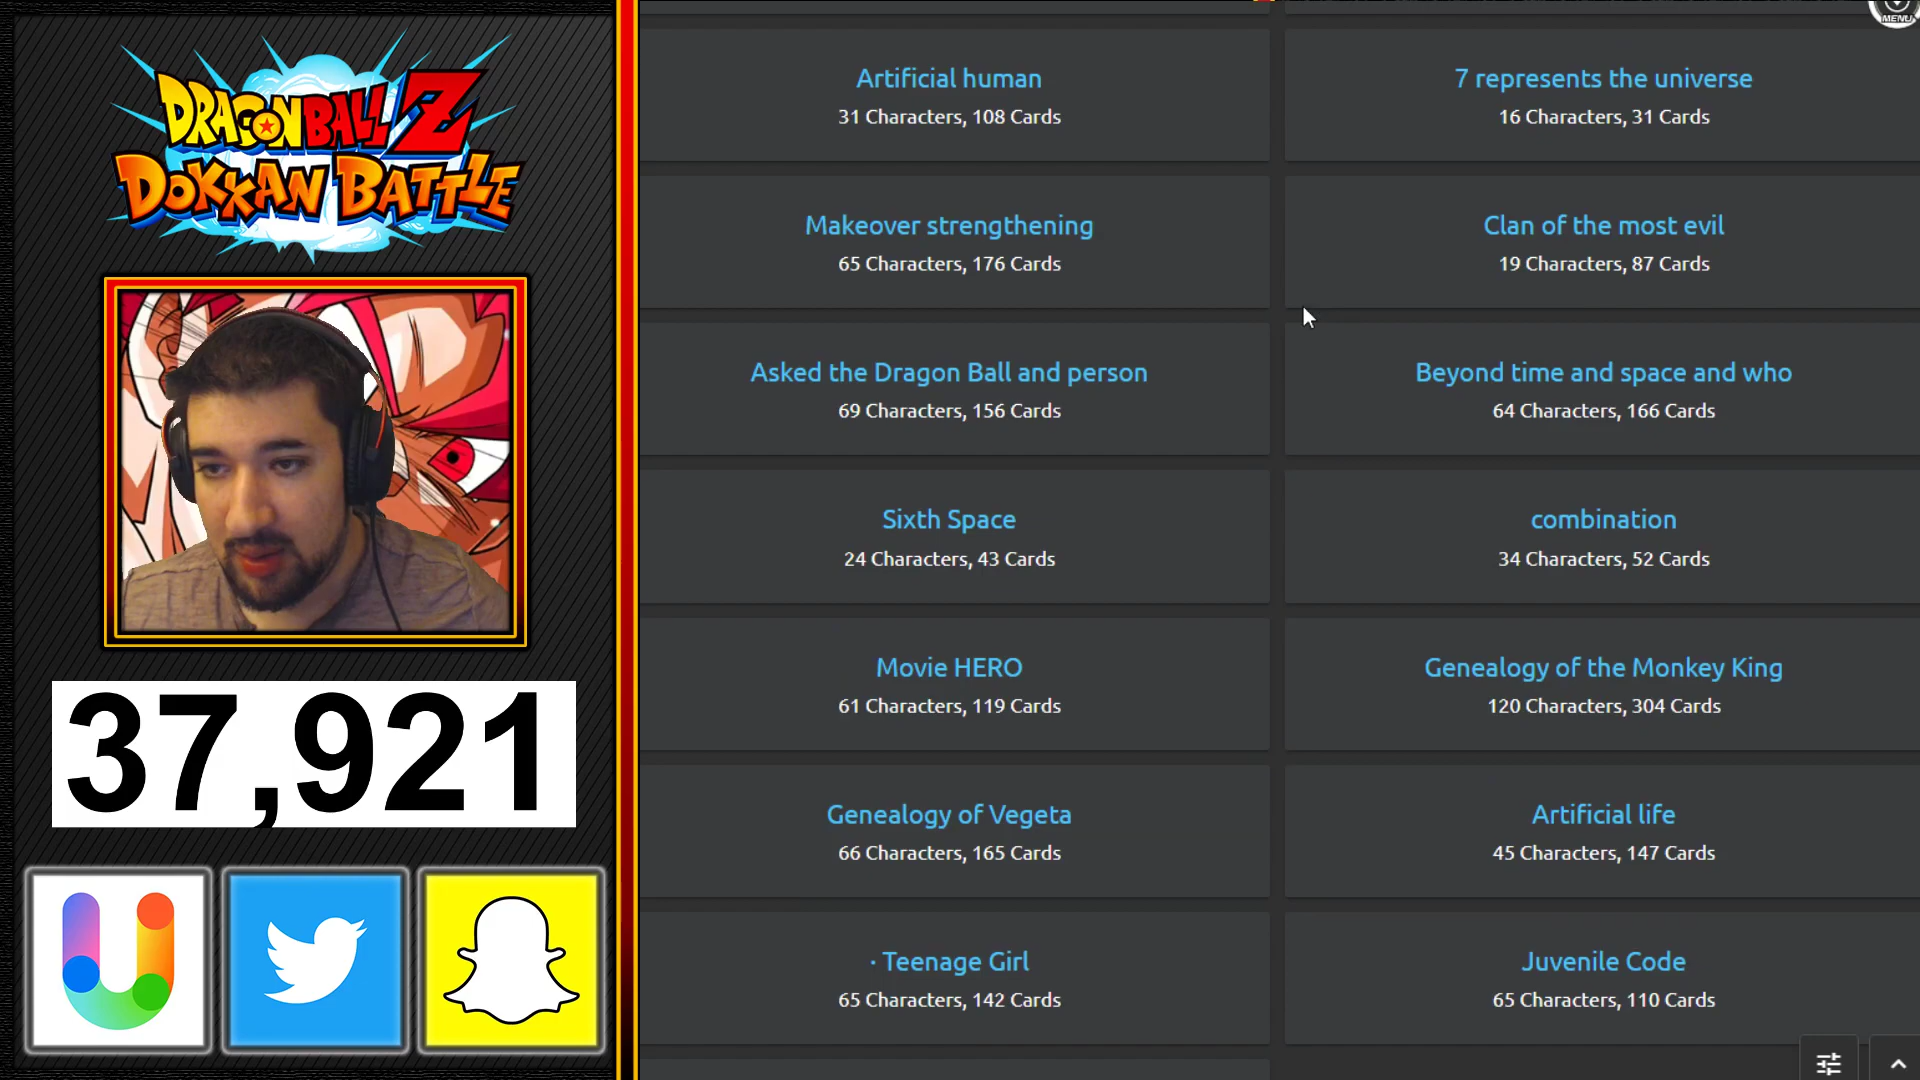 DRAGON BALL Z
DOKKAN BATTLE
37,921
MENU
Artificial human
31 Characters, 108 Cards
7 represents the universe
16 Characters, 31 Cards
Makeover strengthening
65 Characters, 176 Cards
Clan of the most evil
19 Characters, 87 Cards
Asked the Dragon Ball and person
69 Characters, 156 Cards
Beyond time and space and who
64 Characters, 166 Cards
Sixth Space
24 Characters, 43 Cards
combination
34 Characters, 52 Cards
Movie HERO
61 Characters, 119 Cards
Genealogy of the Monkey King
120 Characters, 304 Cards
Genealogy of Vegeta
66 Characters, 165 Cards
Artificial life
45 Characters, 147 Cards
· Teenage Girl
65 Characters, 142 Cards
Juvenile Code
65 Characters, 110 Cards